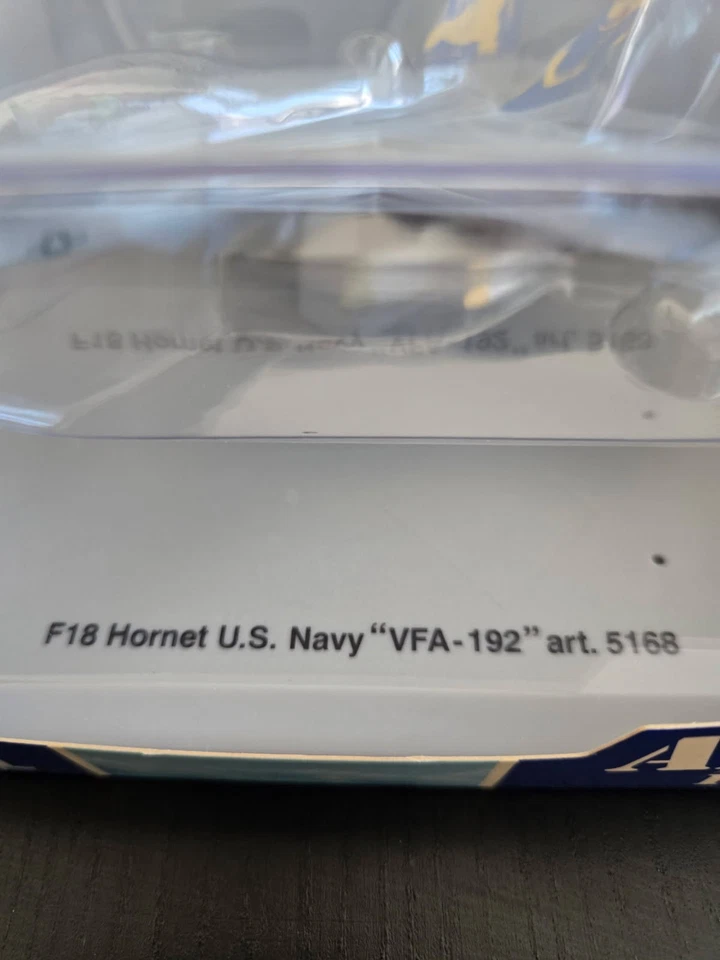 F18 Hornet U.S. Navy “VFA-192” art. 5168